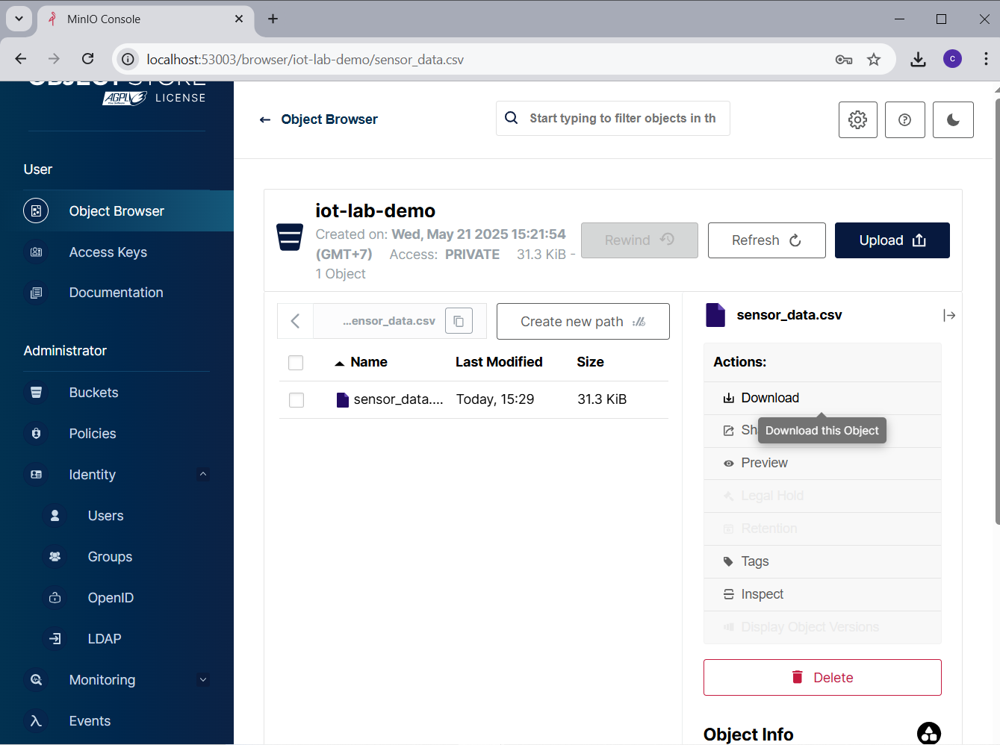 MinIO Console
localhost:53003/browser/iot-lab-demo/sensor_data.csv
OBJECT STORE
AGPLv3 LICENSE
User
Object Browser
Access Keys
Documentation
Administrator
Buckets
Policies
Identity
Users
Groups
OpenID
LDAP
Monitoring
Events
Object Browser
Start typing to filter objects in th
iot-lab-demo
Created on: Wed, May 21 2025 15:21:54
(GMT+7) Access: PRIVATE 31.3 KiB -
1 Object
Rewind
Refresh
Upload
...ensor_data.csv
Create new path
Name Last Modified Size
sensor_data.... Today, 15:29 31.3 KiB
sensor_data.csv
Actions:
Download
Sh
Download this Object
Preview
Legal Hold
Retention
Tags
Inspect
Display Object Versions
Delete
Object Info
C